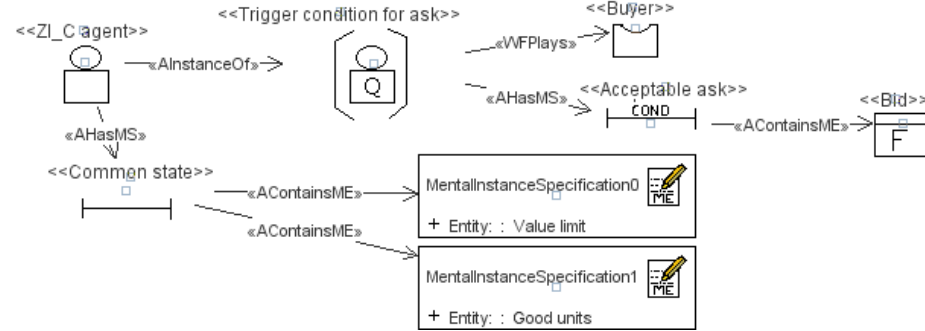 <<Trigger condition for ask>>
<<Buyer>>
<<ZI_C agent>>
«WFPlays»
«AInstanceOf»
Q
<<Acceptable ask>>
<<Bid>>
«AHasMS»
COND
«AContainsME»
F
«AHasMS»
<<Common state>>
«AContainsME»
MentalInstanceSpecification0
ME
+ Entity: : Value limit
«AContainsME»
MentalInstanceSpecification1
ME
+ Entity: : Good units